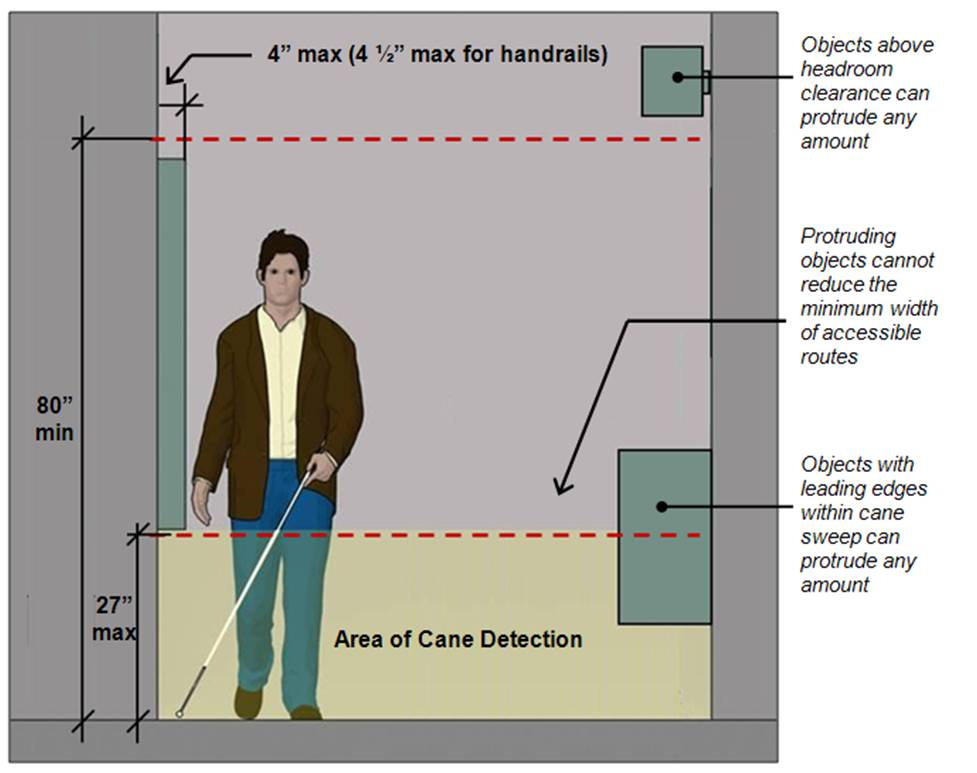 4” max (4 ½” max for handrails)
Objects above
headroom
clearance can
protrude any
amount
Protruding
objects cannot
reduce the
minimum width
of accessible
routes
80”
min
Objects with
leading edges
within cane
sweep can
protrude any
amount
27”
max
Area of Cane Detection